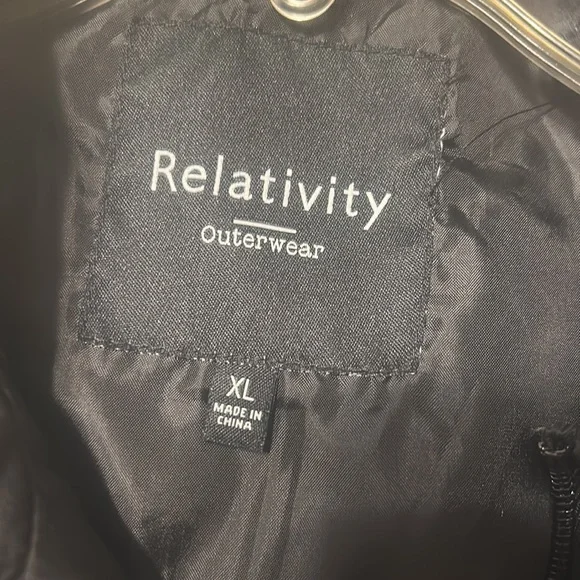 Relativity
Outerwear
XL
MADE IN
CHINA